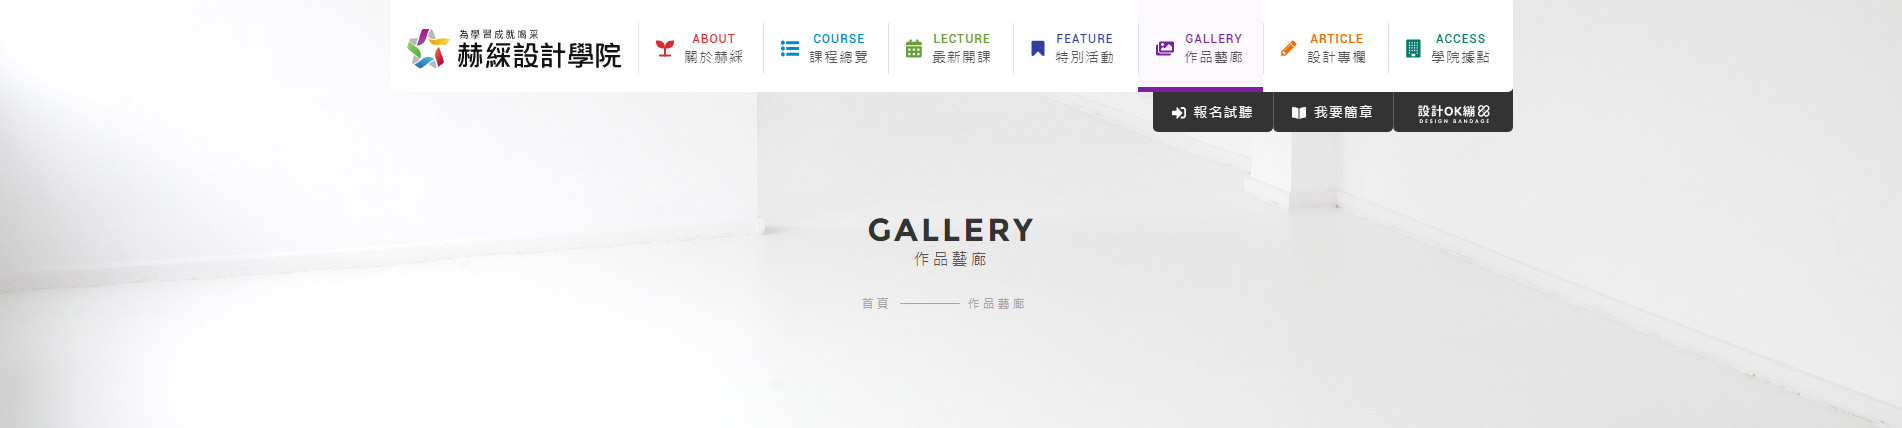 為學習成就喝采
赫綵設計學院
ABOUT
關於赫綵
COURSE
課程總覽
LECTURE
最新開課
FEATURE
特別活動
GALLERY
作品藝廊
ARTICLE
設計專欄
ACCESS
學院據點
報名試聽
我要簡章
設計OK繃
DESIGN BANDAGE
GALLERY
作品藝廊
首頁
作品藝廊